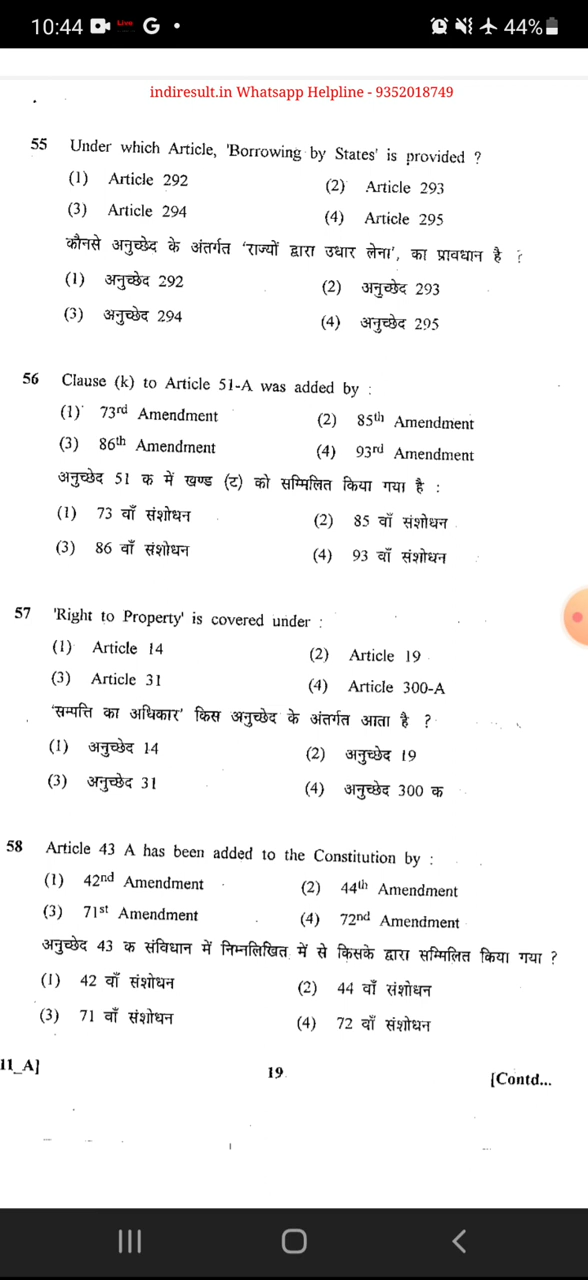 10:44 Live G • 44%
indiresult.in Whatsapp Helpline - 9352018749
55 Under which Article, 'Borrowing by States' is provided ?
(1) Article 292 (2) Article 293
(3) Article 294 (4) Article 295
कौनसे अनुच्छेद के अंतर्गत 'राज्यों द्वारा उधार लेना', का प्रावधान है ?
(1) अनुच्छेद 292 (2) अनुच्छेद 293
(3) अनुच्छेद 294 (4) अनुच्छेद 295
56 Clause (k) to Article 51-A was added by :
(1) 73rd Amendment (2) 85th Amendment
(3) 86th Amendment (4) 93rd Amendment
अनुच्छेद 51 क में खण्ड (ट) को सम्मिलित किया गया है :
(1) 73 वाँ संशोधन (2) 85 वाँ संशोधन
(3) 86 वाँ संशोधन (4) 93 वाँ संशोधन
57 'Right to Property' is covered under :
(1) Article 14 (2) Article 19
(3) Article 31 (4) Article 300-A
'सम्पत्ति का अधिकार' किस अनुच्छेद के अंतर्गत आता है ?
(1) अनुच्छेद 14 (2) अनुच्छेद 19
(3) अनुच्छेद 31 (4) अनुच्छेद 300 क
58 Article 43 A has been added to the Constitution by :
(1) 42nd Amendment (2) 44th Amendment
(3) 71st Amendment (4) 72nd Amendment
अनुच्छेद 43 क संविधान में निम्नलिखित में से किसके द्वारा सम्मिलित किया गया ?
(1) 42 वाँ संशोधन (2) 44 वाँ संशोधन
(3) 71 वाँ संशोधन (4) 72 वाँ संशोधन
11_A] 19 [Contd...